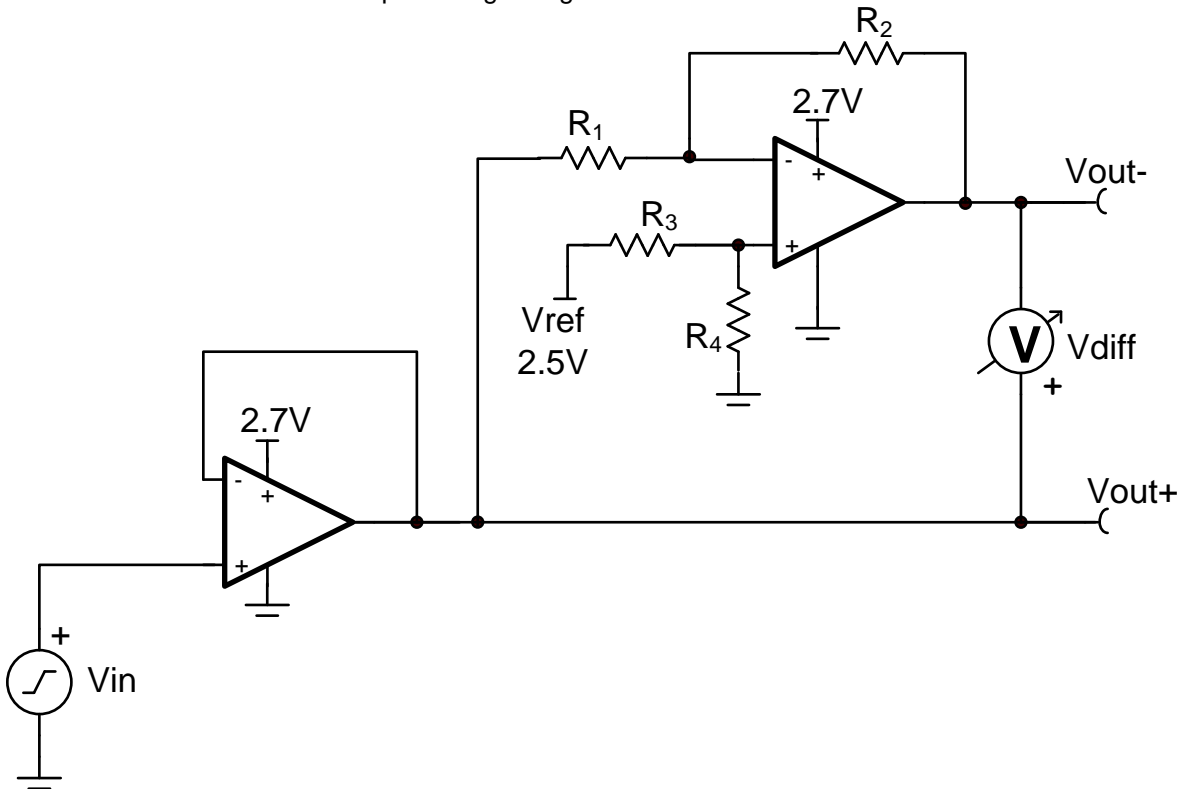 R2
2.7V
R1
-
+
Vout-
R3
+
Vref
2.5V
R4
V
Vdiff
+
2.7V
-
+
Vout+
+
+
Vin